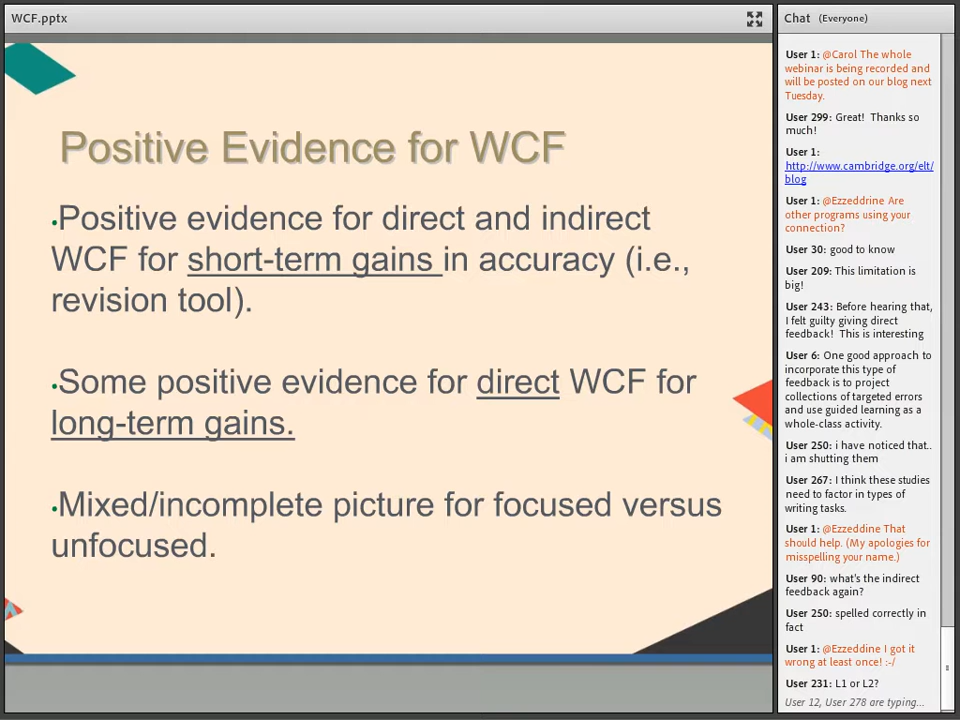 WCF.pptx
Positive Evidence for WCF
•Positive evidence for direct and indirect
WCF for short-term gains in accuracy (i.e.,
revision tool).
•Some positive evidence for direct WCF for
long-term gains.
•Mixed/incomplete picture for focused versus
unfocused.
Chat (Everyone)
User 1: @Carol The whole
webinar is being recorded and
will be posted on our blog next
Tuesday.
User 299: Great! Thanks so
much!
User 1:
http://www.cambridge.org/elt/
blog
User 1: @Ezzeddrine Are
other programs using your
connection?
User 30: good to know
User 209: This limitation is
big!
User 243: Before hearing that,
I felt guilty giving direct
feedback! This is interesting
User 6: One good approach to
incorporate this type of
feedback is to project
collections of targeted errors
and use guided learning as a
whole-class activity.
User 250: i have noticed that..
i am shutting them
User 267: I think these studies
need to factor in types of
writing tasks.
User 1: @Ezzeddine That
should help. (My apologies for
misspelling your name.)
User 90: what's the indirect
feedback again?
User 250: spelled correctly in
fact
User 1: @Ezzeddine I got it
wrong at least once! :-/
User 231: L1 or L2?
User 12, User 278 are typing...